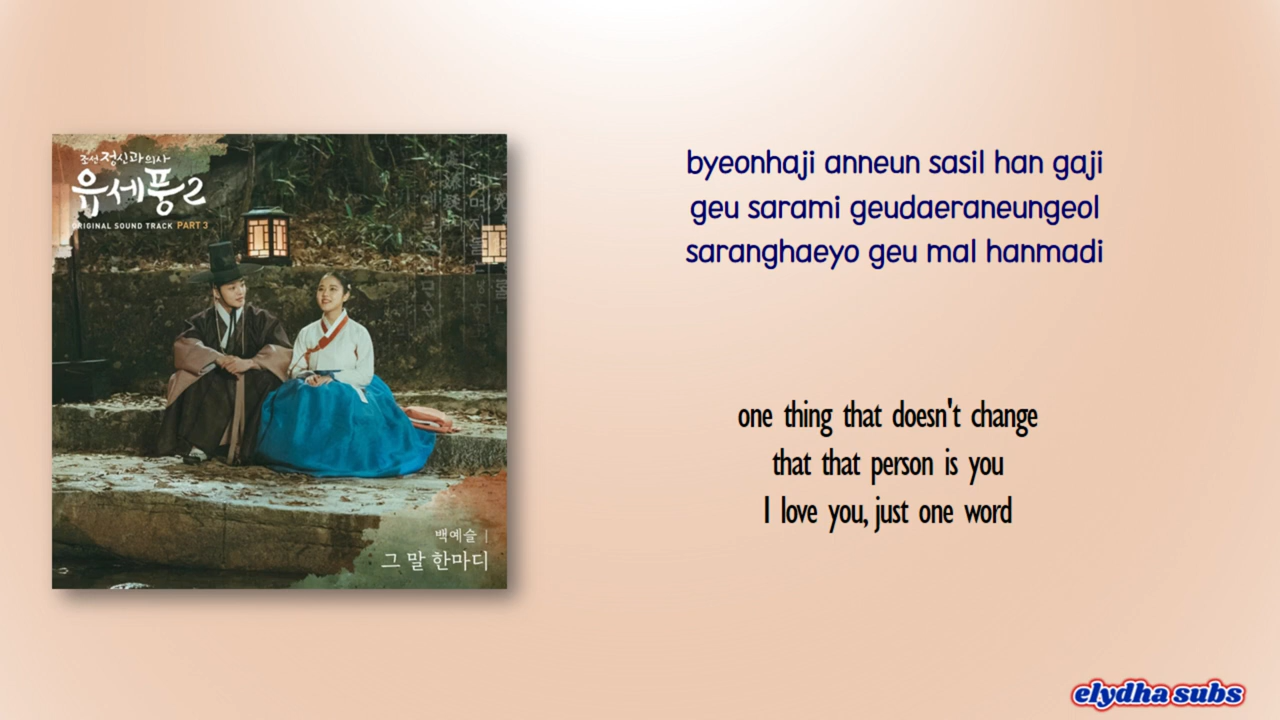 조선 정신과 의사
유세풍2
ORIGINAL SOUND TRACK PART 3
백예슬 |
그 말 한마디
byeonhaji anneun sasil han gaji
geu sarami geudaeraneungeol
saranghaeyo geu mal hanmadi
one thing that doesn't change
that that person is you
I love you, just one word
elydha subs